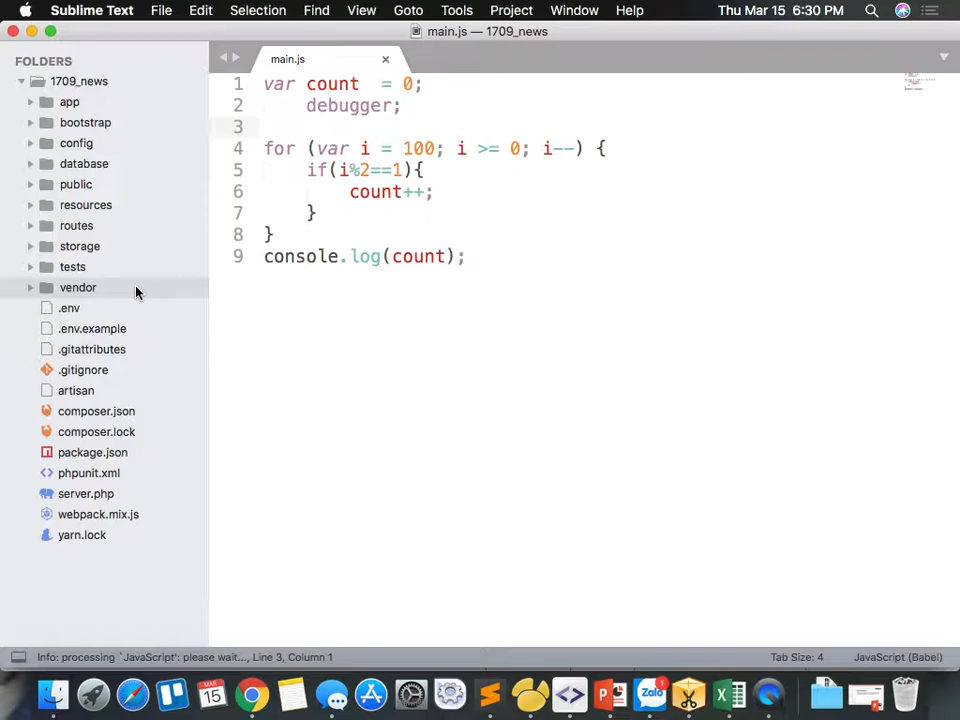 Sublime Text File Edit Selection Find View Goto Tools Project Window Help Thu Mar 15 6:30 PM
main.js — 1709_news
FOLDERS
1709_news
app
bootstrap
config
database
public
resources
routes
storage
tests
vendor
.env
.env.example
.gitattributes
.gitignore
artisan
composer.json
composer.lock
package.json
phpunit.xml
server.php
webpack.mix.js
yarn.lock
main.js
1 var count  = 0;
2     debugger;
3
4 for (var i = 100; i >= 0; i--) {
5     if(i%2==1){
6         count++;
7     }
8 }
9 console.log(count);
Info: processing `JavaScript': please wait..., Line 3, Column 1 Tab Size: 4 JavaScript (Babel)
MAR
15
Zalo
1